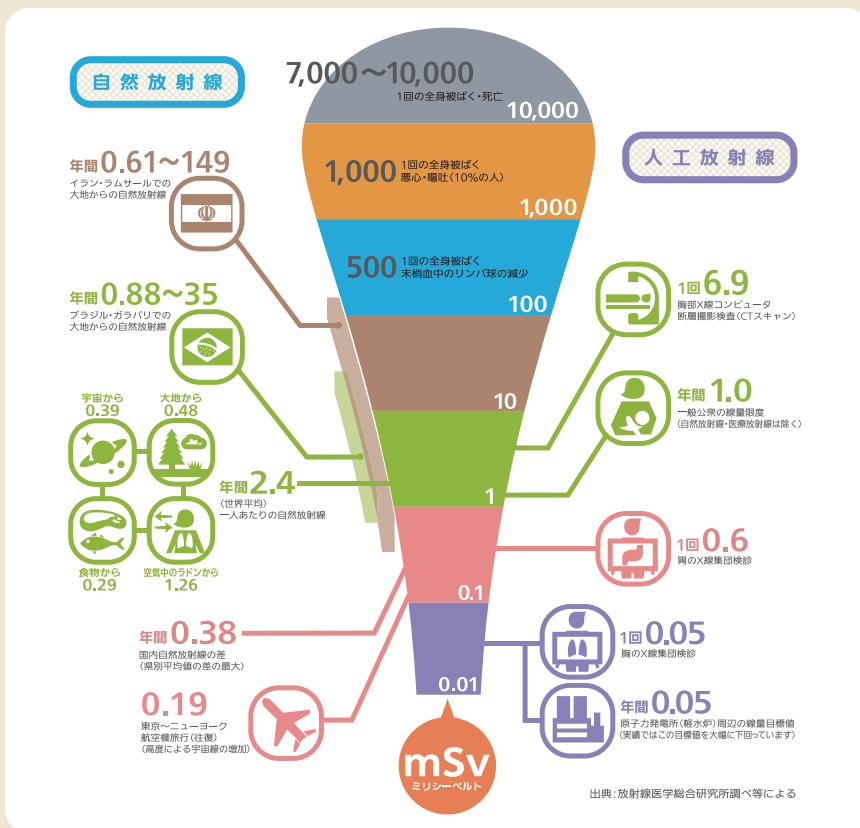 自然放射線
7,000～10,000
1回の全身被ばく・死亡
10,000
人工放射線
年間0.61～149
イラン・ラムサールでの
大地からの自然放射線
1,000
1回の全身被ばく
悪心・嘔吐(10%の人)
1,000
500
1回の全身被ばく
末梢血中のリンパ球の減少
100
年間0.88～35
ブラジル・ガラパリでの
大地からの自然放射線
1回6.9
胸部X線コンピュータ
断層撮影検査(CTスキャン)
10
年間1.0
一般公衆の線量限度
(自然放射線・医療放射線は除く)
宇宙から
0.39
大地から
0.48
年間2.4
(世界平均)
一人あたりの自然放射線
1
食物から
0.29
空気中のラドンから
1.26
1回0.6
胃のX線集団検診
0.1
年間0.38
国内自然放射線の差
(県別平均値の差の最大)
1回0.05
胸のX線集団検診
0.01
0.19
東京～ニューヨーク
航空機旅行(往復)
(高度による宇宙線の増加)
年間0.05
原子力発電所(軽水炉)周辺の線量目標値
(実績ではこの目標値を大幅に下回っています)
mSv
ミリシーベルト
出典:放射線医学総合研究所調べ等による